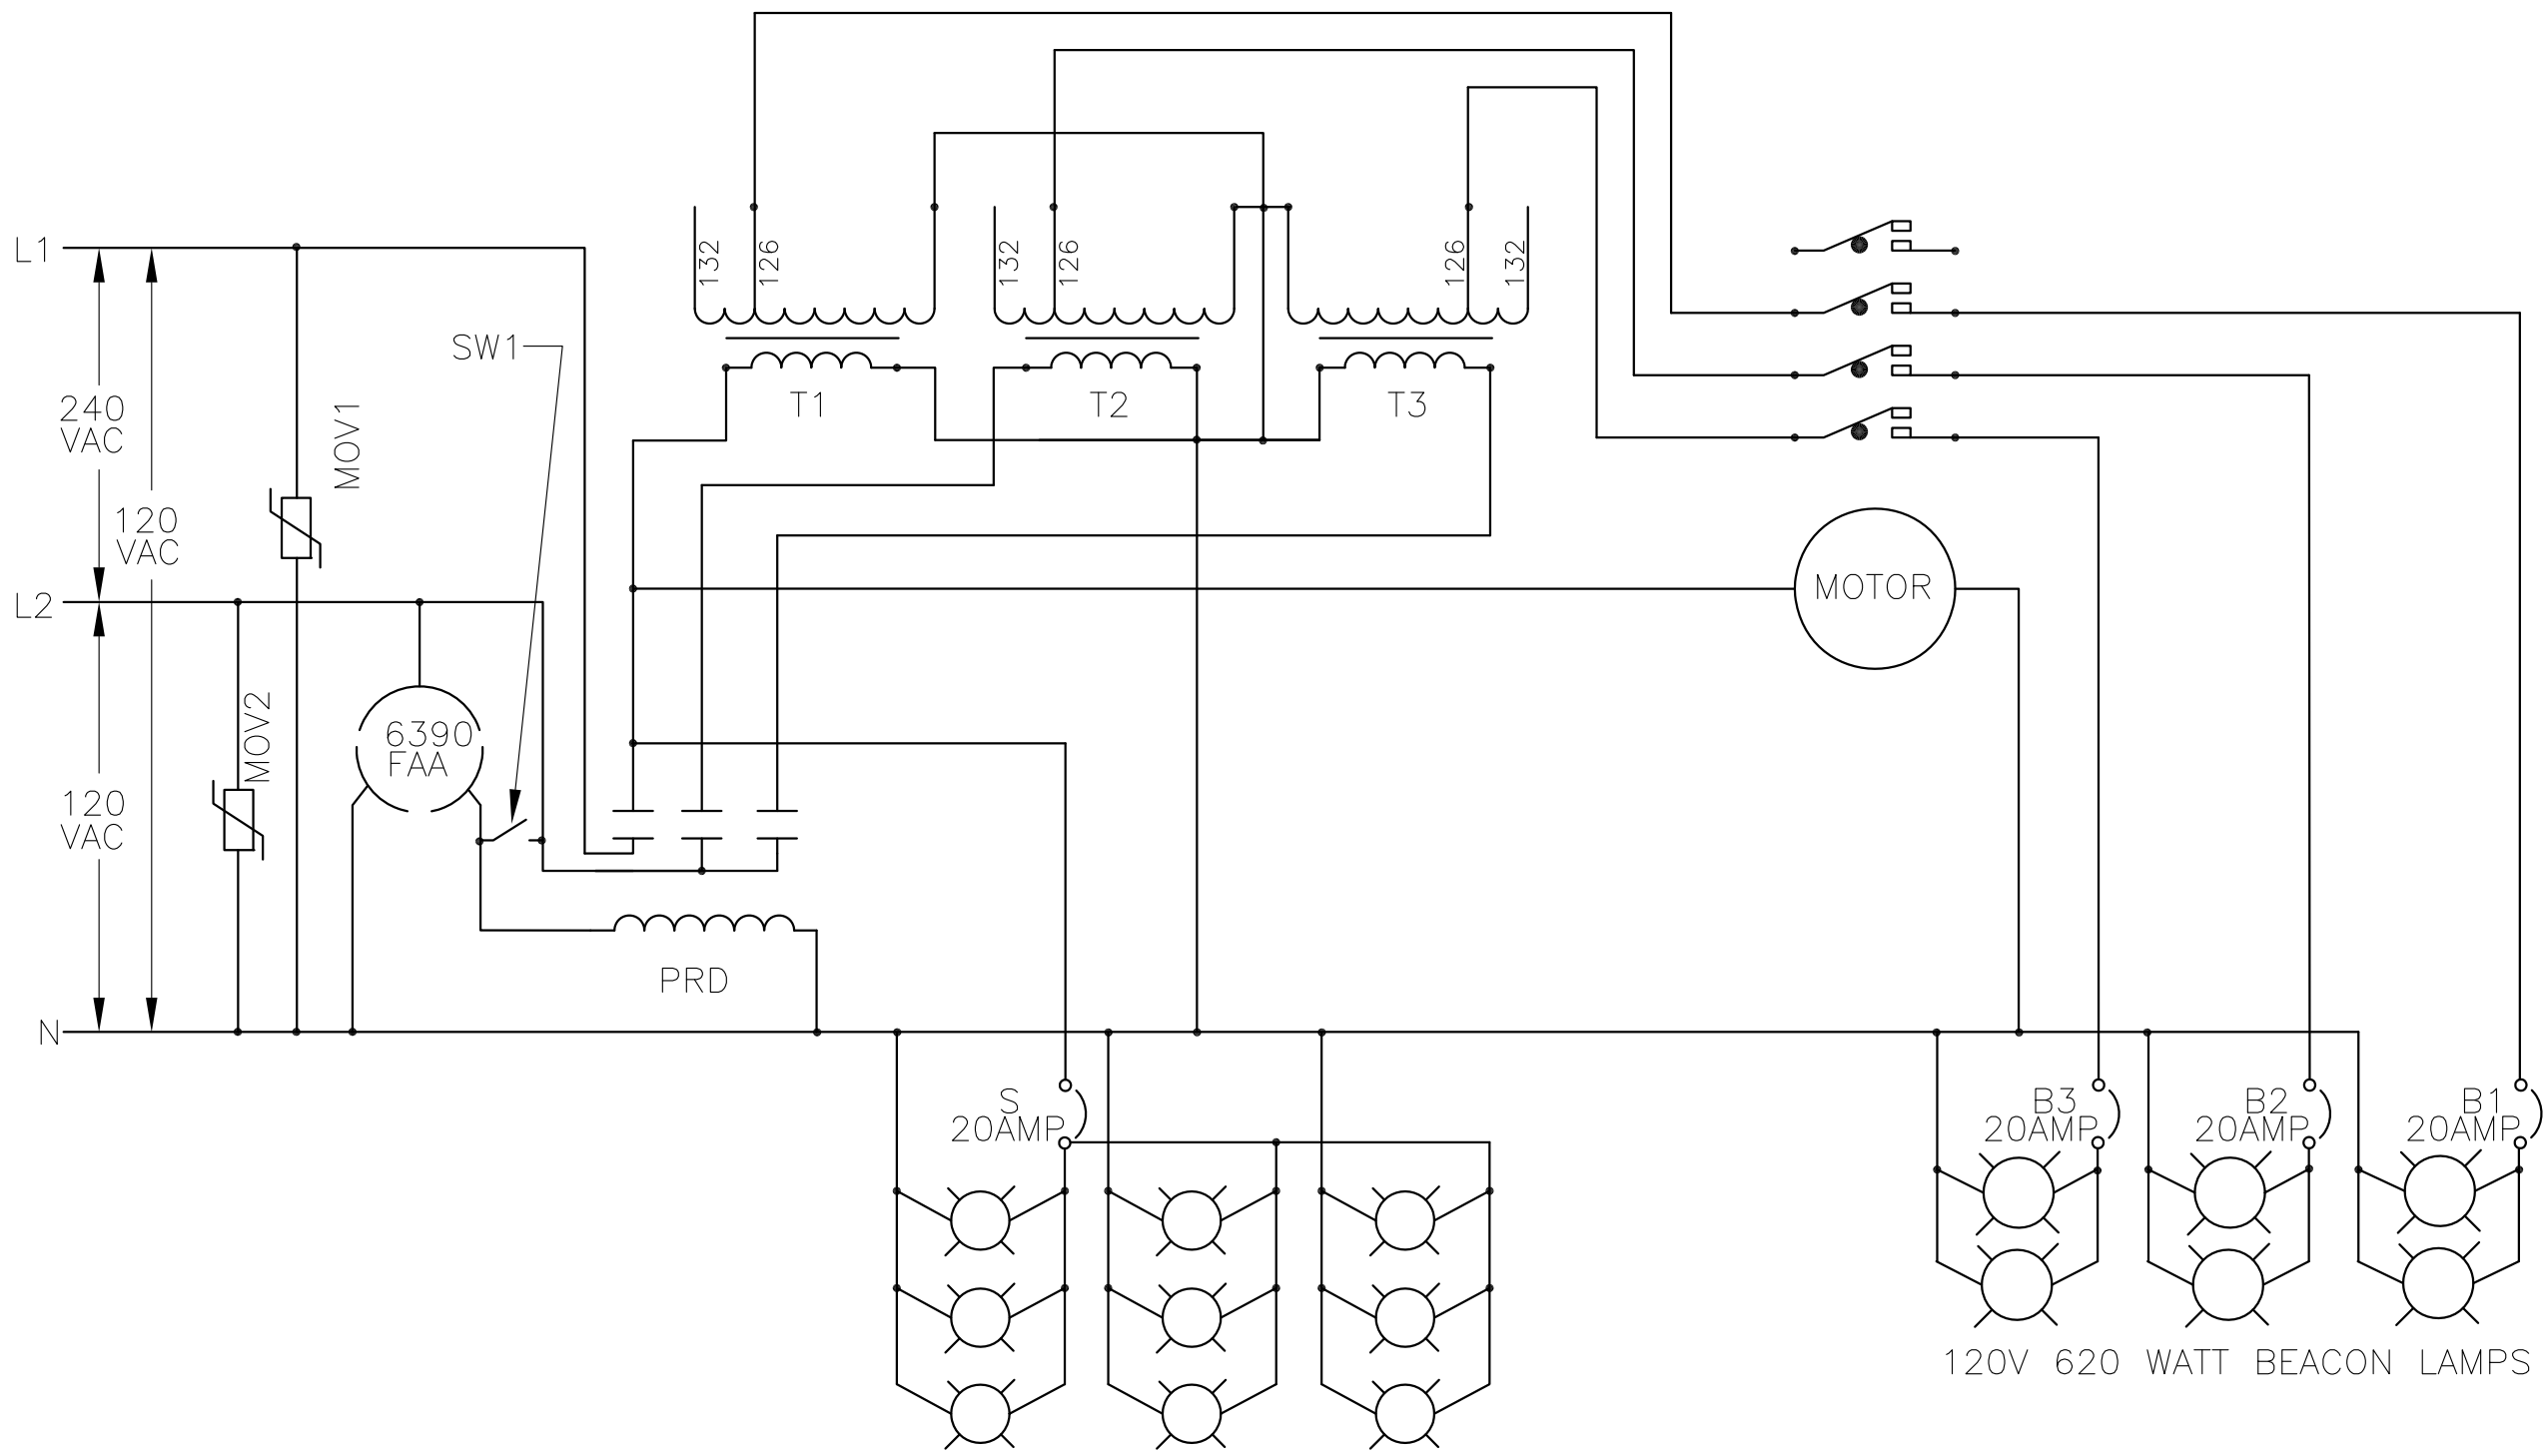 L1
240
VAC
120
VAC
L2
120
VAC
N
MOV1
MOV2
SW1
6390
FAA
PRD
132
126
T1
132
126
T2
126
132
T3
MOTOR
S
20AMP
B3
20AMP
B2
20AMP
B1
20AMP
120V 620 WATT BEACON LAMPS